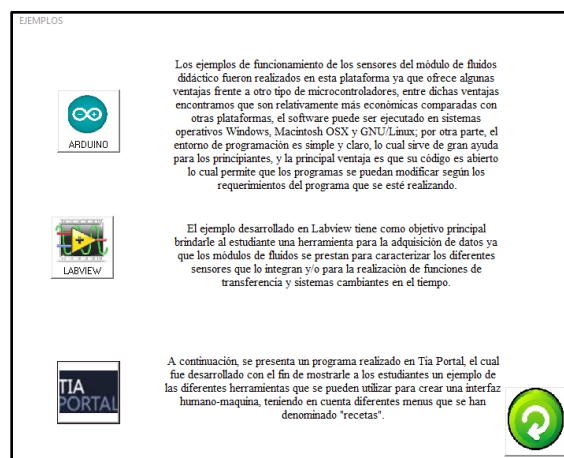 EJEMPLOS
Los ejemplos de funcionamiento de los sensores del módulo de fluidos
didáctico fueron realizados en esta plataforma ya que ofrece algunas
ventajas frente a otro tipo de microcontroladores, entre dichas ventajas
encontramos que son relativamente más económicas comparadas con
otras plataformas, el software puede ser ejecutado en sistemas
operativos Windows, Macintosh OSX y GNU/Linux; por otra parte, el
entorno de programación es simple y claro, lo cual sirve de gran ayuda
para los principiantes, y la principal ventaja es que su código es abierto
lo cual permite que los programas se puedan modificar según los
requerimientos del programa que se esté realizando.
ARDUINO
El ejemplo desarrollado en Labview tiene como objetivo principal
brindarle al estudiante una herramienta para la adquisición de datos ya
que los módulos de fluidos se prestan para caracterizar los diferentes
sensores que lo integran y/o para la realización de funciones de
transferencia y sistemas cambiantes en el tiempo.
LABVIEW
A continuación, se presenta un programa realizado en Tía Portal, el cual
fue desarrollado con el fin de mostrarle a los estudiantes un ejemplo de
las diferentes herramientas que se pueden utilizar para crear una interfaz
humano-maquina, teniendo en cuenta diferentes menus que se han
denominado "recetas".
TIA
PORTAL